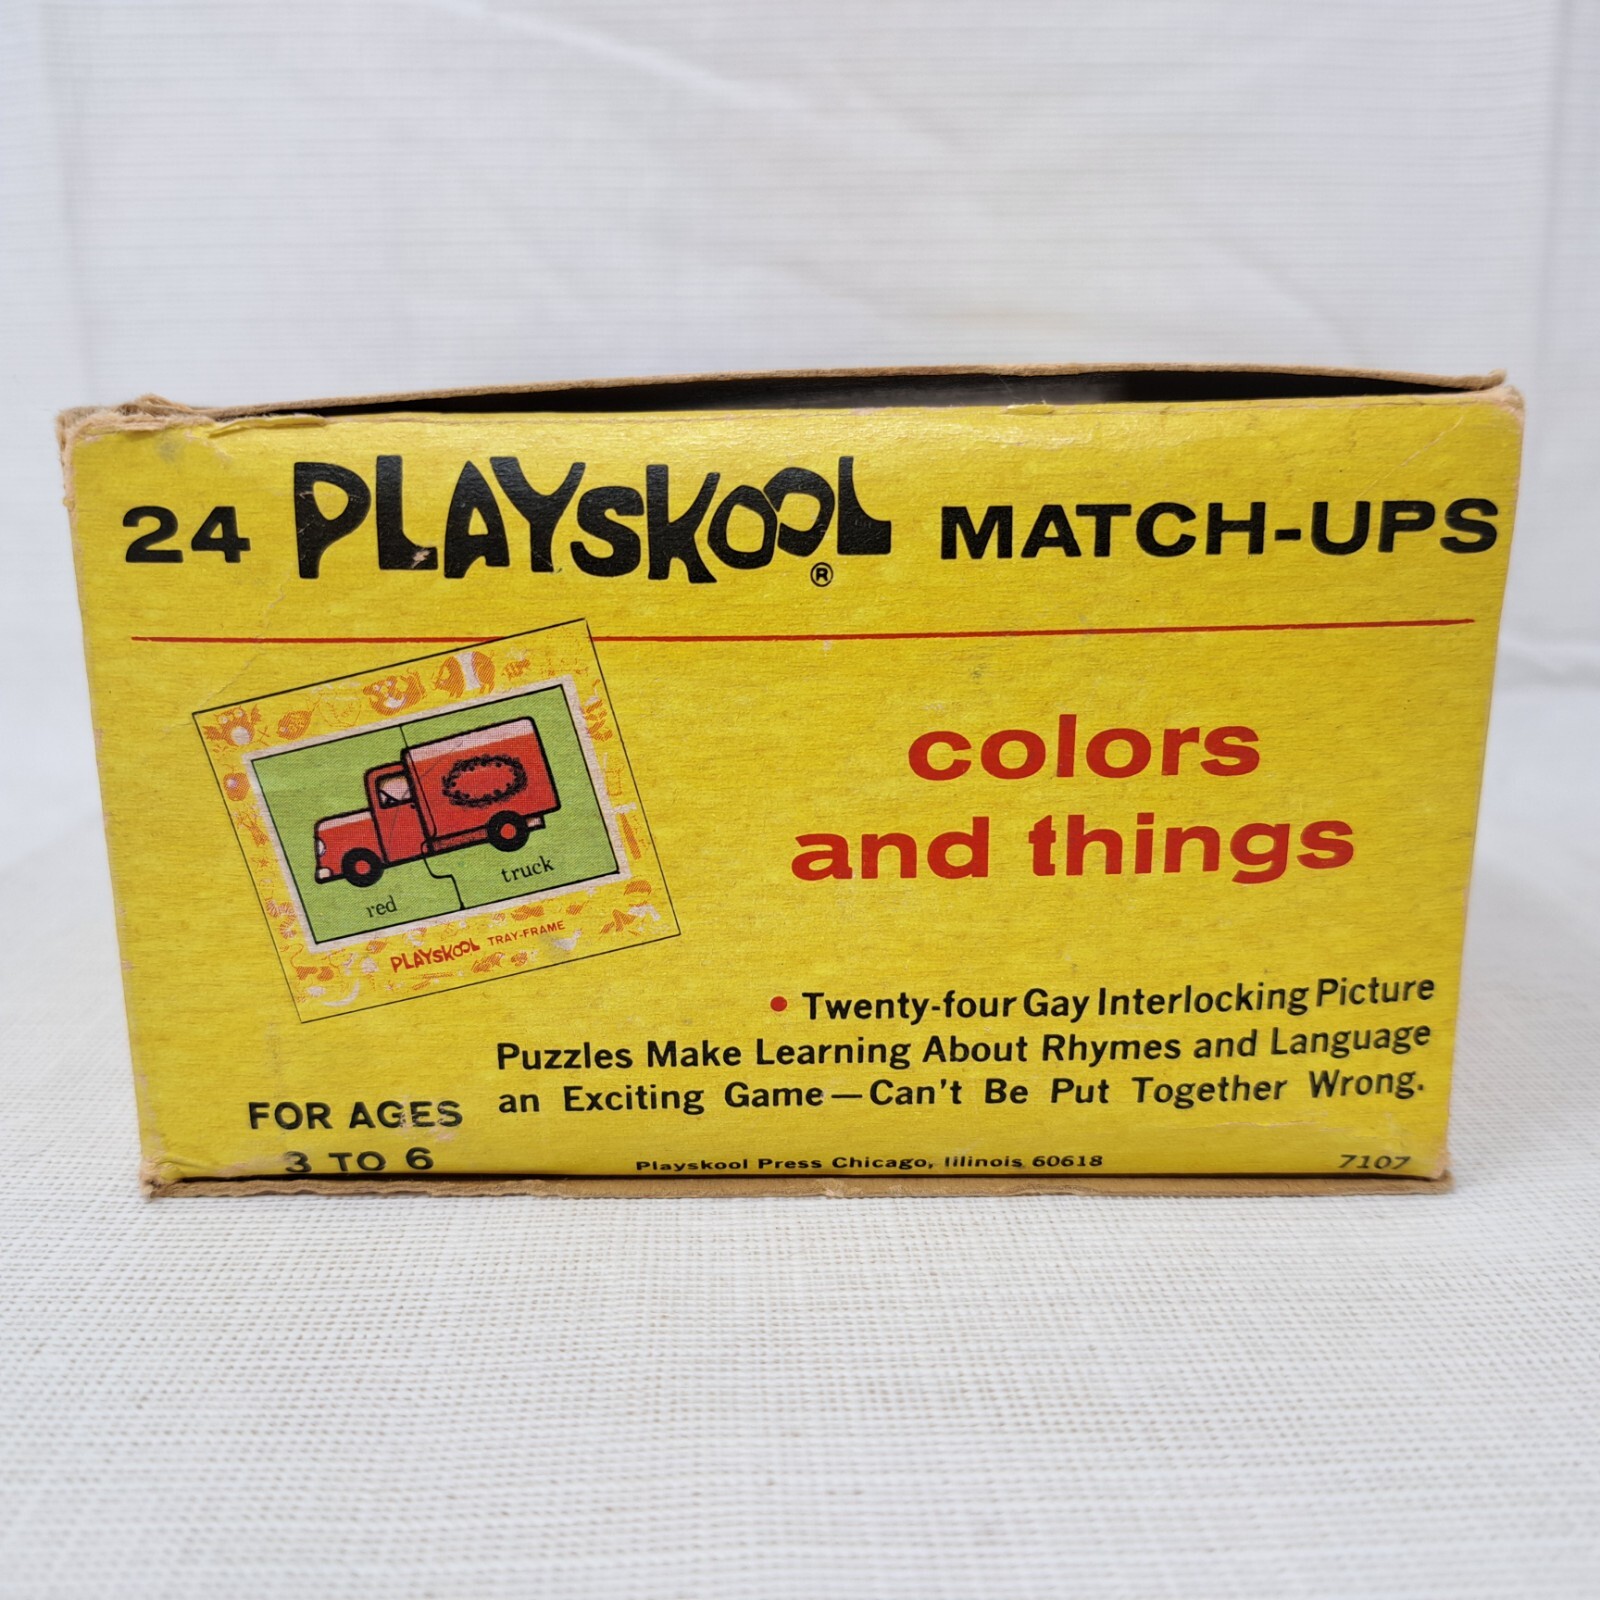 24 PLAYSKOOL® MATCH-UPS
colors
and things
red
truck
PLAYSKOOL TRAY-FRAME
• Twenty-four Gay Interlocking Picture
Puzzles Make Learning About Rhymes and Language
an Exciting Game—Can't Be Put Together Wrong.
FOR AGES
3 TO 6
Playskool Press Chicago, Illinois 60618
7107